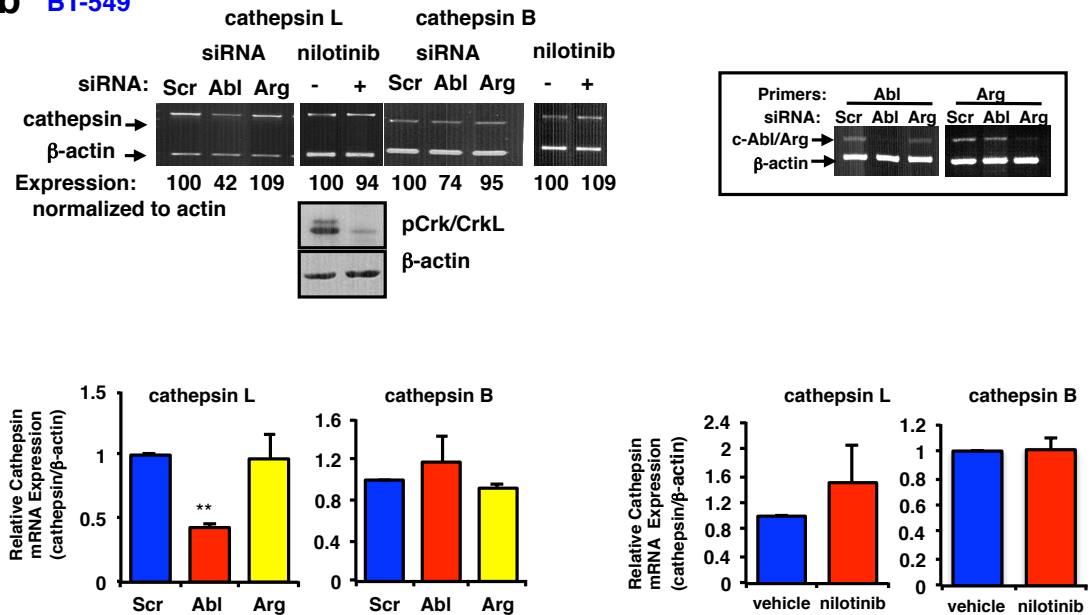 b BT-549
cathepsin L cathepsin B
siRNA nilotinib siRNA nilotinib
siRNA: Scr Abl Arg - + Scr Abl Arg - +
cathepsin
β-actin
Expression: 100 42 109 100 94 100 74 95 100 109
normalized to actin
pCrk/CrkL
β-actin
Primers: Abl Arg
siRNA: Scr Abl Arg Scr Abl Arg
c-Abl/Arg
β-actin
Relative Cathepsin
mRNA Expression
(cathepsin/β-actin)
cathepsin L
1.5
1
0.5
0
**
Scr Abl Arg
cathepsin B
1.6
1.2
0.8
0.4
0
Scr Abl Arg
Relative Cathepsin
mRNA Expression
(cathepsin/β-actin)
cathepsin L
2.4
2
1.6
1.2
0.8
0.4
0
vehicle nilotinib
cathepsin B
1.2
1
0.8
0.6
0.4
0.2
0
vehicle nilotinib